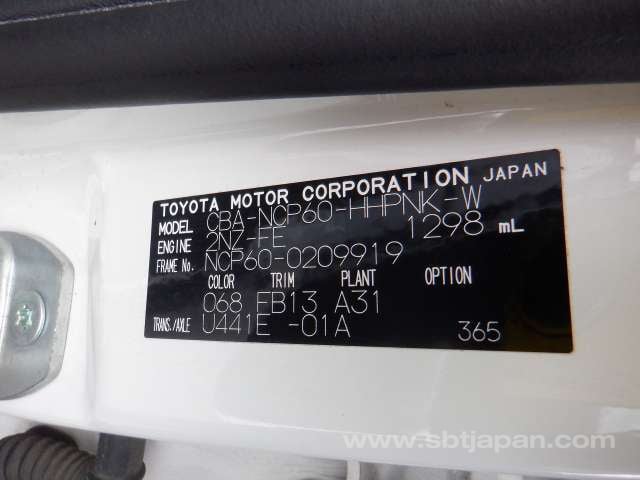 TOYOTA MOTOR CORPORATION JAPAN
MODEL CBA-NCP60-HHPNK-W
ENGINE 2NZ-FE 1298 mL
FRAME No. NCP60-0209919
COLOR TRIM PLANT OPTION
068 FB13 A31
TRANS./AXLE U441E -01A 365
www.sbtjapan.com